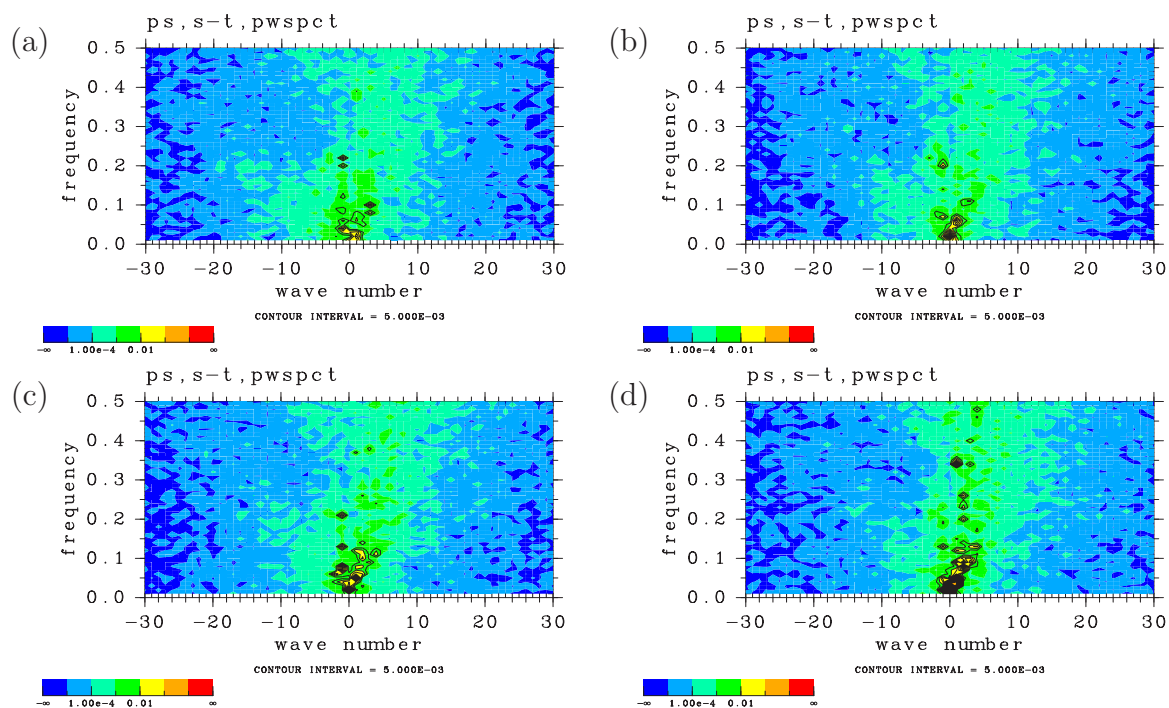 (a)
ps,s-t,pwspct
frequency
0.5
0.4
0.3
0.2
0.1
0.0
-30 -20 -10 0 10 20 30
wave number
CONTOUR INTERVAL = 5.000E-03
-∞ 1.00e-4 0.01 ∞
(b)
ps,s-t,pwspct
frequency
0.5
0.4
0.3
0.2
0.1
0.0
-30 -20 -10 0 10 20 30
wave number
CONTOUR INTERVAL = 5.000E-03
-∞ 1.00e-4 0.01 ∞
(c)
ps,s-t,pwspct
frequency
0.5
0.4
0.3
0.2
0.1
0.0
-30 -20 -10 0 10 20 30
wave number
CONTOUR INTERVAL = 5.000E-03
-∞ 1.00e-4 0.01 ∞
(d)
ps,s-t,pwspct
frequency
0.5
0.4
0.3
0.2
0.1
0.0
-30 -20 -10 0 10 20 30
wave number
CONTOUR INTERVAL = 5.000E-03
-∞ 1.00e-4 0.01 ∞